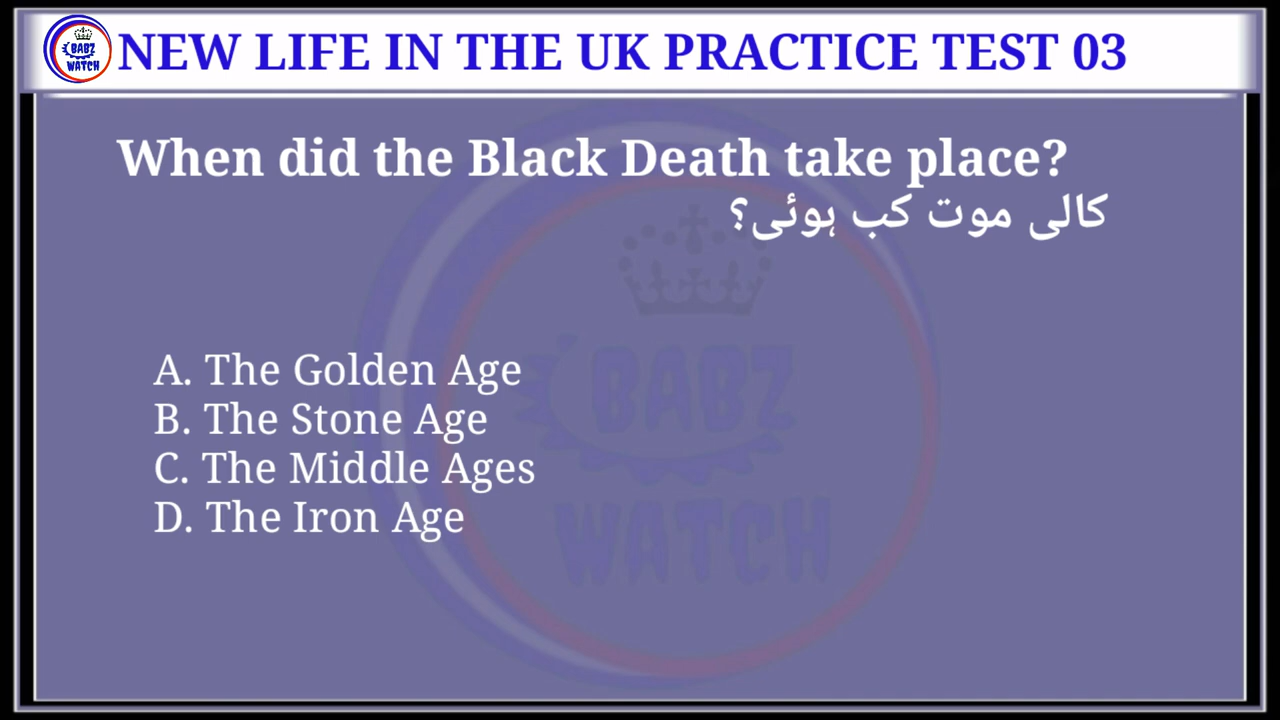 BABZ
WATCH
NEW LIFE IN THE UK PRACTICE TEST 03
When did the Black Death take place?
کالی موت کب ہوئی؟
A. The Golden Age
B. The Stone Age
C. The Middle Ages
D. The Iron Age
BABZ
WATCH